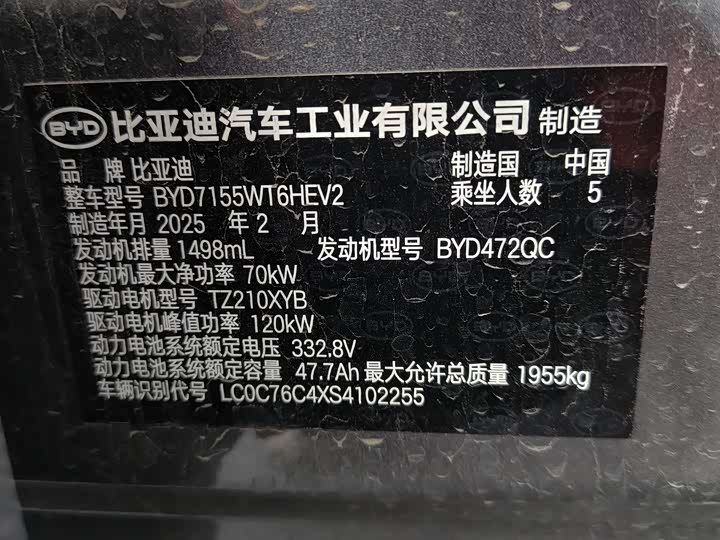 BYD 比亚迪汽车工业有限公司 制造
品 牌 比亚迪 制造国 中国
整车型号 BYD7155WT6HEV2 乘坐人数 5
制造年月 2025 年 2 月
发动机排量 1498mL 发动机型号 BYD472QC
发动机最大净功率 70kW
驱动电机型号 TZ210XYB
驱动电机峰值功率 120kW
动力电池系统额定电压 332.8V
动力电池系统额定容量 47.7Ah 最大允许总质量 1955kg
车辆识别代号 LC0C76C4XS4102255